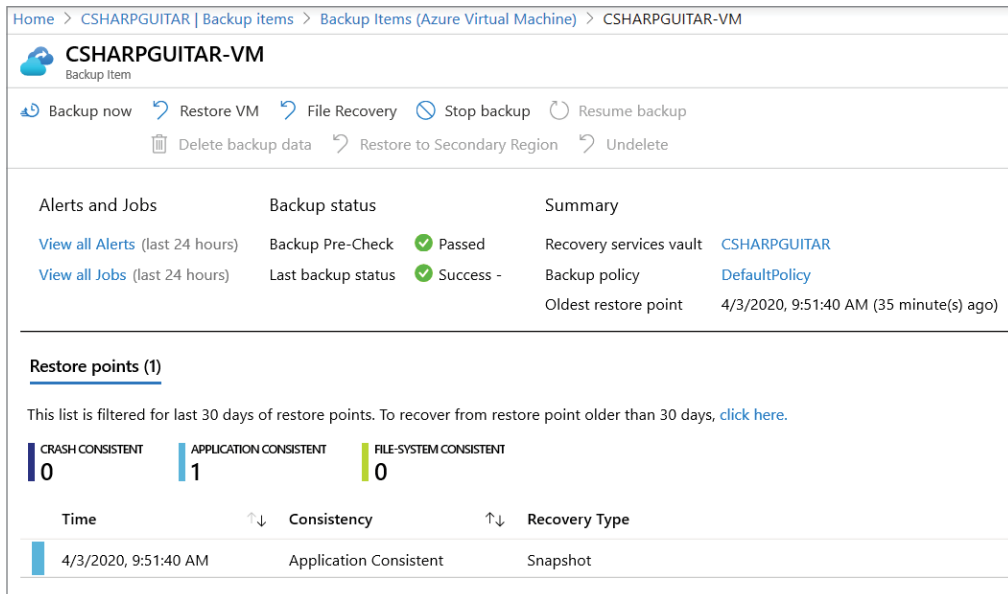 Home > CSHARPGUITAR | Backup items > Backup Items (Azure Virtual Machine) > CSHARPGUITAR-VM
CSHARPGUITAR-VM
Backup Item
Backup now Restore VM File Recovery Stop backup Resume backup
Delete backup data Restore to Secondary Region Undelete
Alerts and Jobs Backup status Summary
View all Alerts (last 24 hours) Backup Pre-Check Passed Recovery services vault CSHARPGUITAR
View all Jobs (last 24 hours) Last backup status Success - Backup policy DefaultPolicy
Oldest restore point 4/3/2020, 9:51:40 AM (35 minute(s) ago)
Restore points (1)
This list is filtered for last 30 days of restore points. To recover from restore point older than 30 days, click here.
CRASH CONSISTENT APPLICATION CONSISTENT FILE-SYSTEM CONSISTENT
0 1 0
Time Consistency Recovery Type
4/3/2020, 9:51:40 AM Application Consistent Snapshot